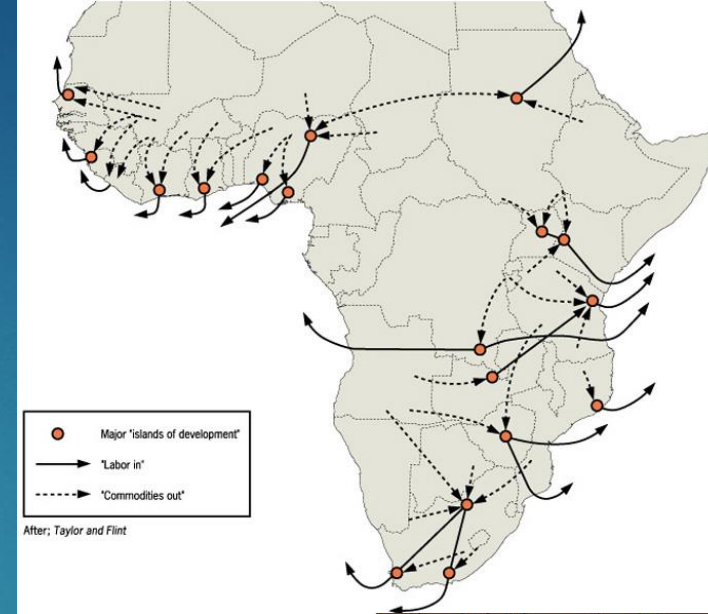 Major "islands of development"
"Labor in"
"Commodities out"
After; Taylor and Flint